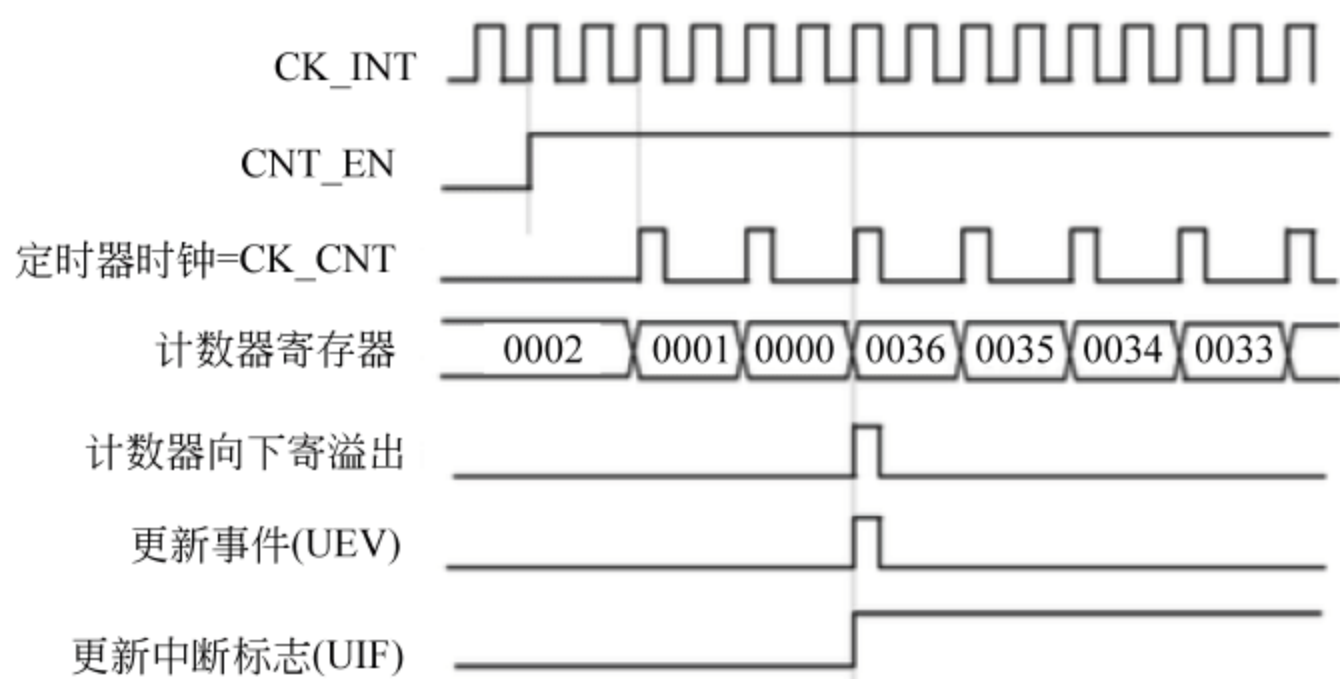 CK_INT
CNT_EN
定时器时钟=CK_CNT
计数器寄存器 0002 0001 0000 0036 0035 0034 0033
计数器向下寄溢出
更新事件(UEV)
更新中断标志(UIF)